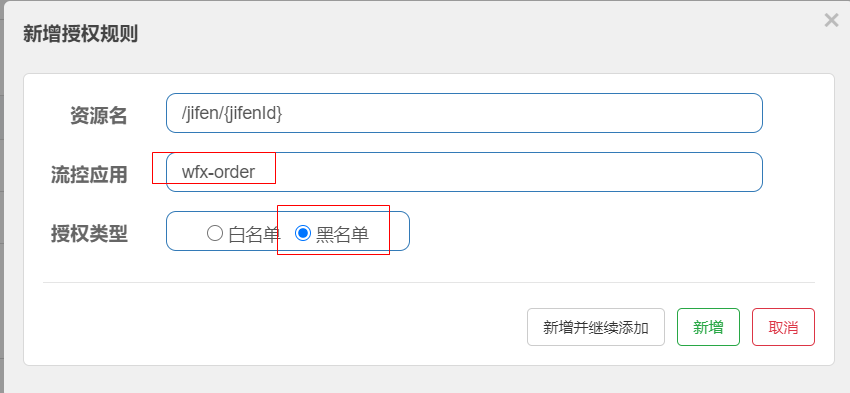 新增授权规则
×
资源名 /jifen/{jifenId}
流控应用 wfx-order
授权类型 白名单 黑名单
新增并继续添加 新增 取消